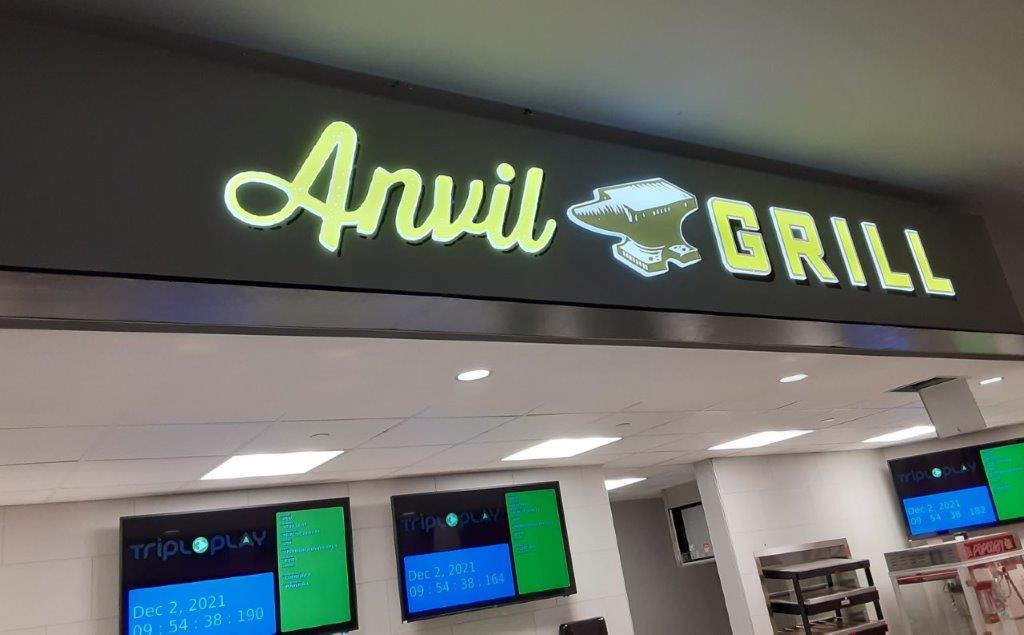 Anvil GRILL
TRIPLEPLAY
Dec 2, 2021
09 : 54 : 38 : 190
TRIPLEPLAY
Dec 2, 2021
09 : 54 : 38 : 164
TRIPLEPLAY
Dec 2, 2021
09 : 54 : 38 : 182
POPCORN